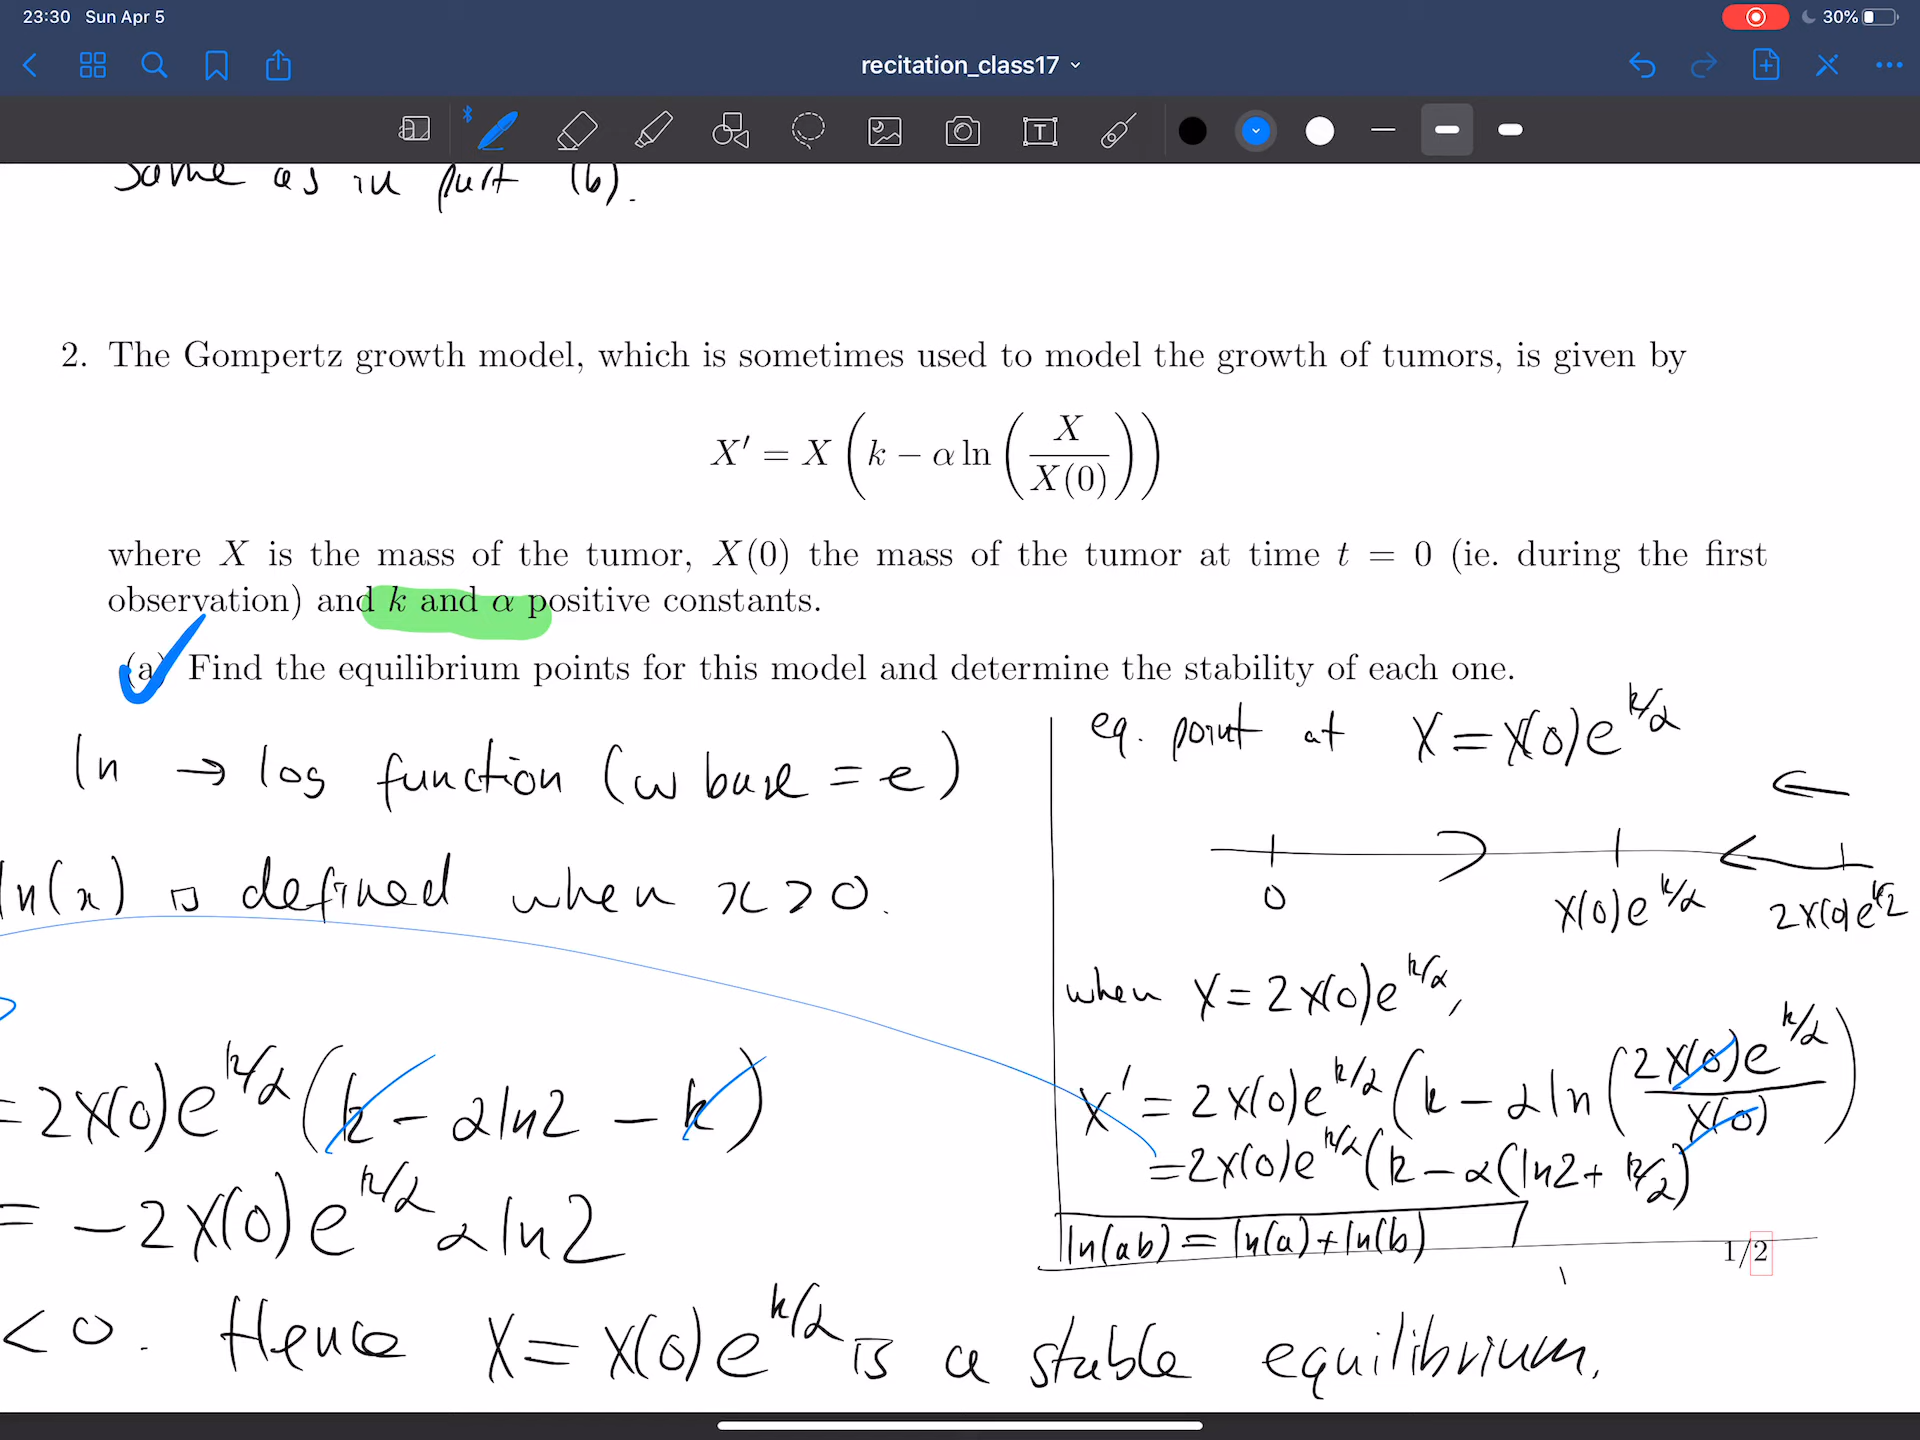 23:30 Sun Apr 5
30%
recitation_class17
same as in part (b).
2. The Gompertz growth model, which is sometimes used to model the growth of tumors, is given by
X′ = X (k − α ln (X / X(0)))
where X is the mass of the tumor, X(0) the mass of the tumor at time t = 0 (ie. during the first
observation) and k and α positive constants.
(a) Find the equilibrium points for this model and determine the stability of each one.
ln → log function (w base = e)
ln(x) is defined when x > 0.
= 2X(0)e^{k/α} (k − α ln2 − k)
= −2X(0)e^{k/α} α ln2
< 0. Hence X = X(0)e^{k/α} is a stable equilibrium.
eq. point at X = X(0)e^{k/α}
0 X(0)e^{k/α} 2X(0)e^{k/α}
when X = 2X(0)e^{k/α},
X′ = 2X(0)e^{k/α} (k − α ln (2X(0)e^{k/α} / X(0)))
= 2X(0)e^{k/α} (k − α(ln2 + k/α)
ln(ab) = ln(a) + ln(b)
1/2